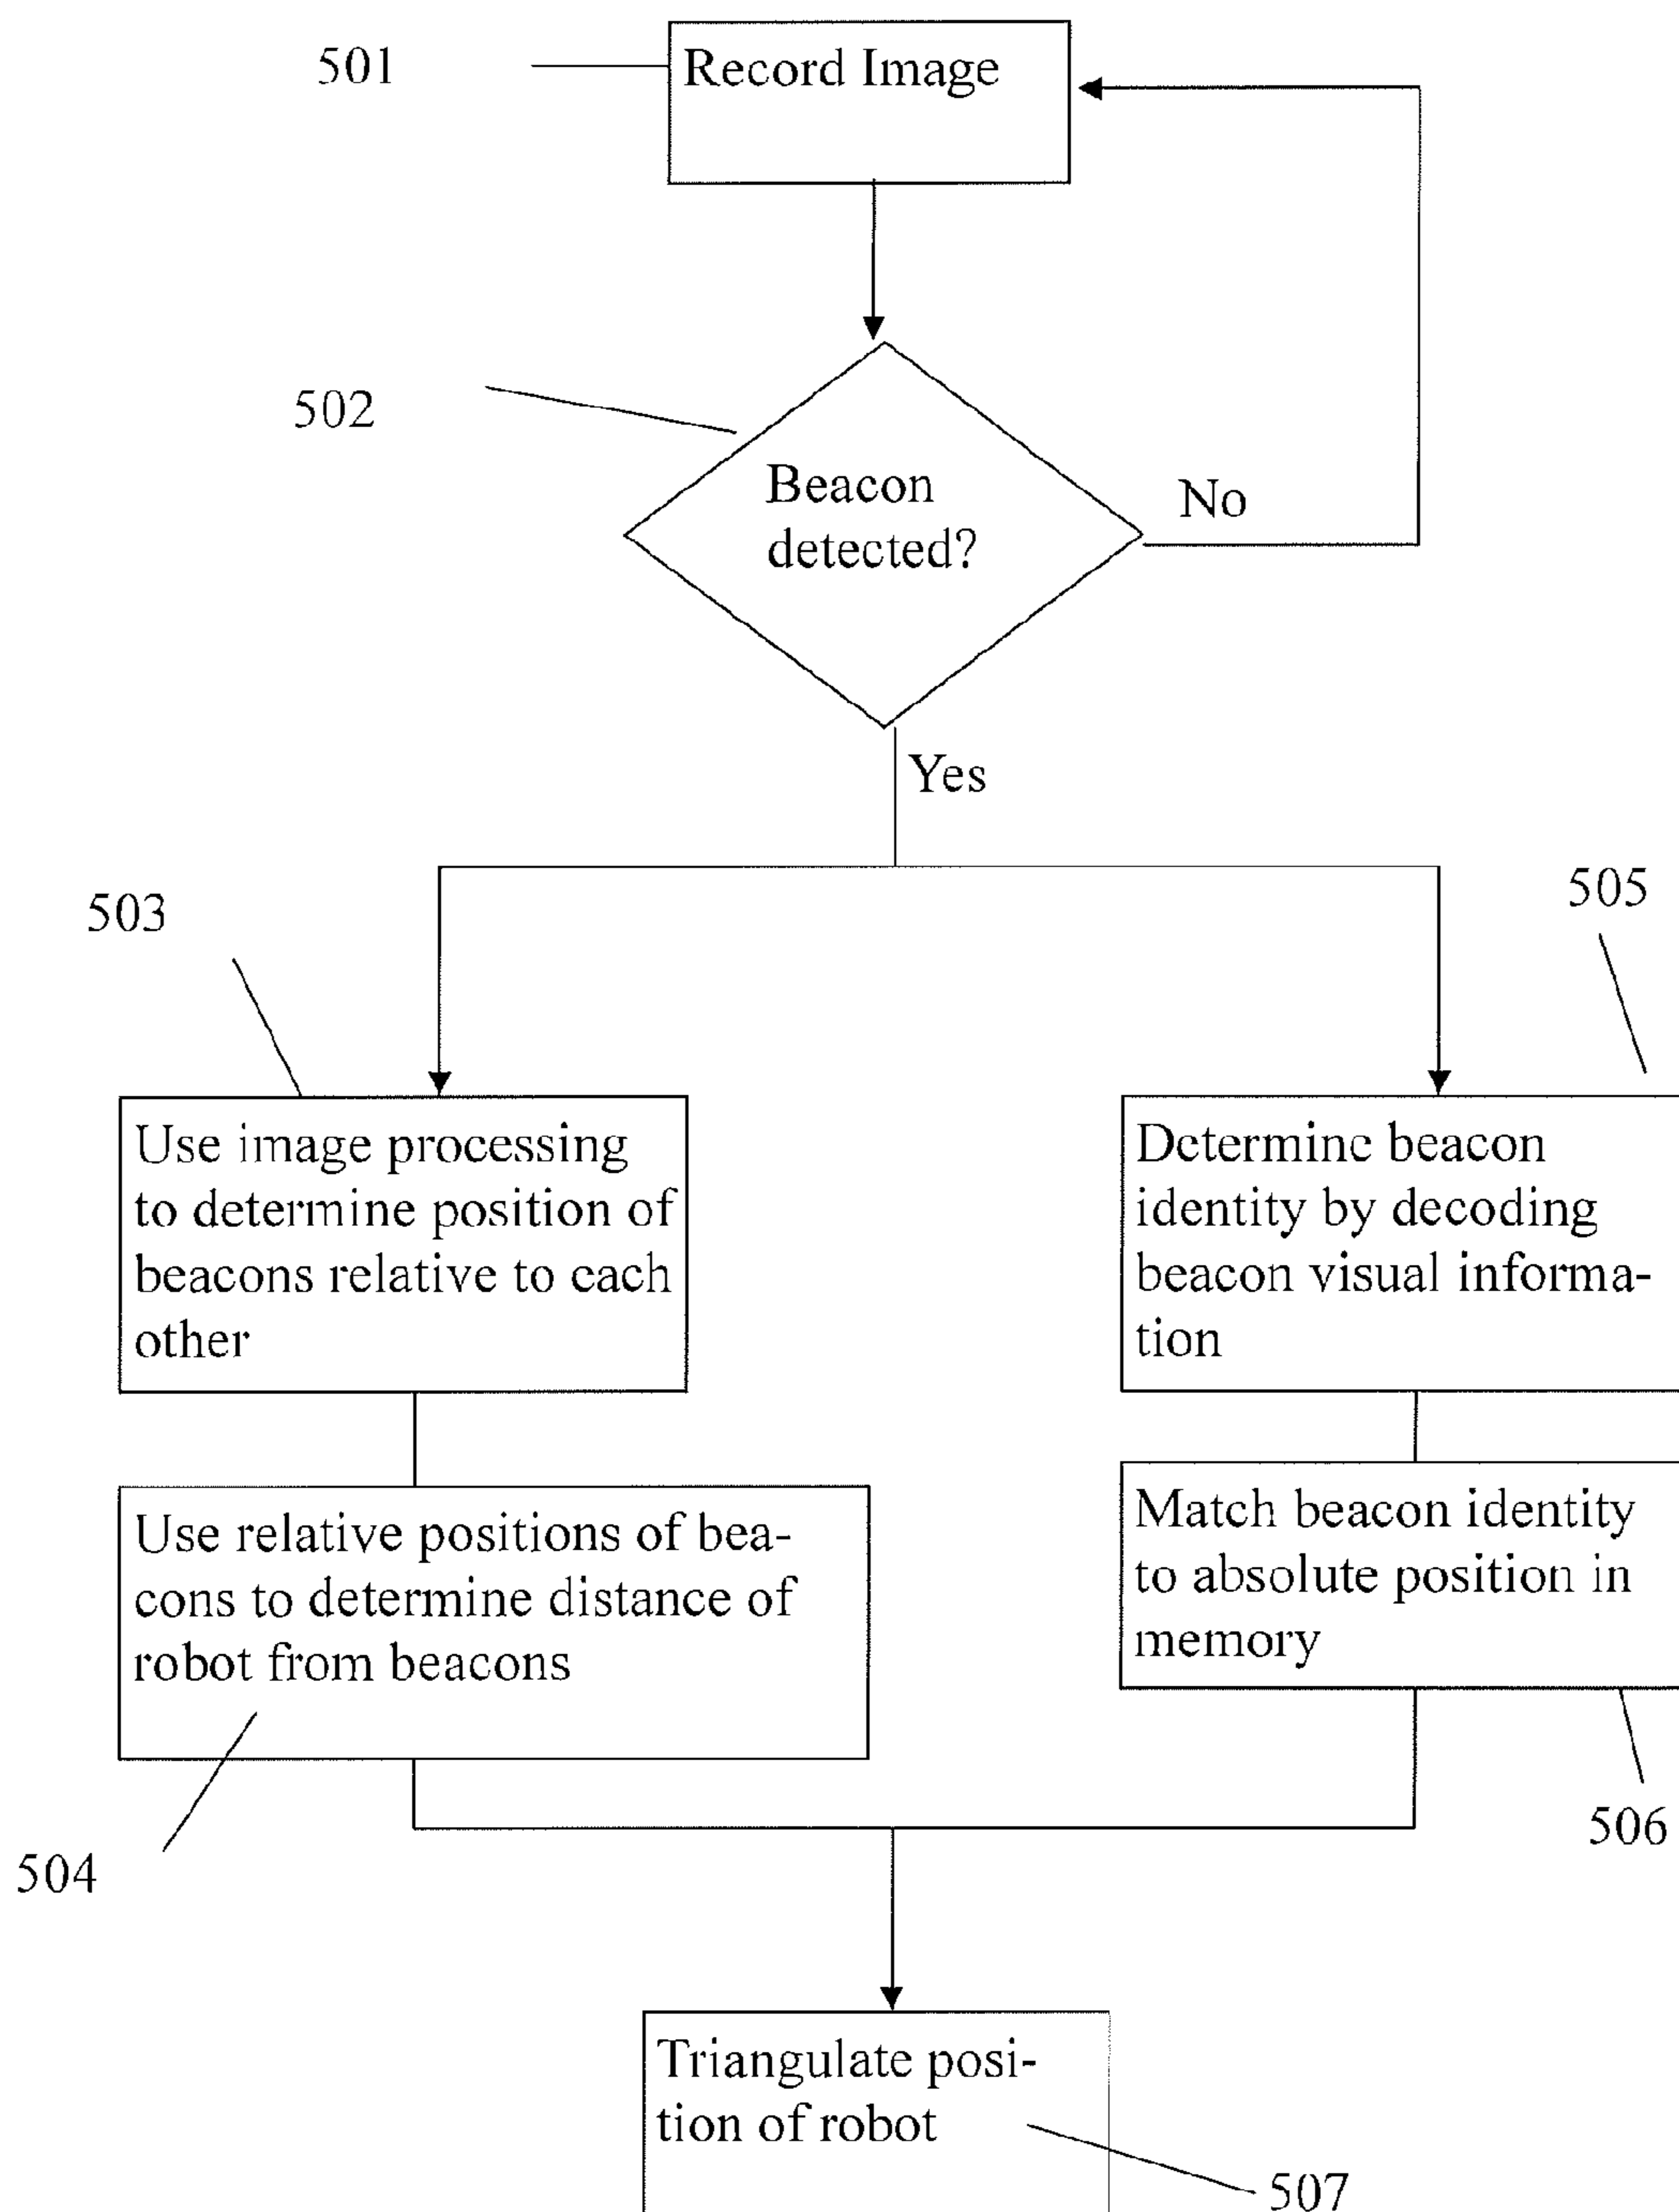 501
Record Image
502
Beacon
detected?
No
Yes
503
505
Use image processing
to determine position of
beacons relative to each
other
Determine beacon
identity by decoding
beacon visual informa-
tion
Use relative positions of bea-
cons to determine distance of
robot from beacons
Match beacon identity
to absolute position in
memory
504
506
Triangulate posi-
tion of robot
507